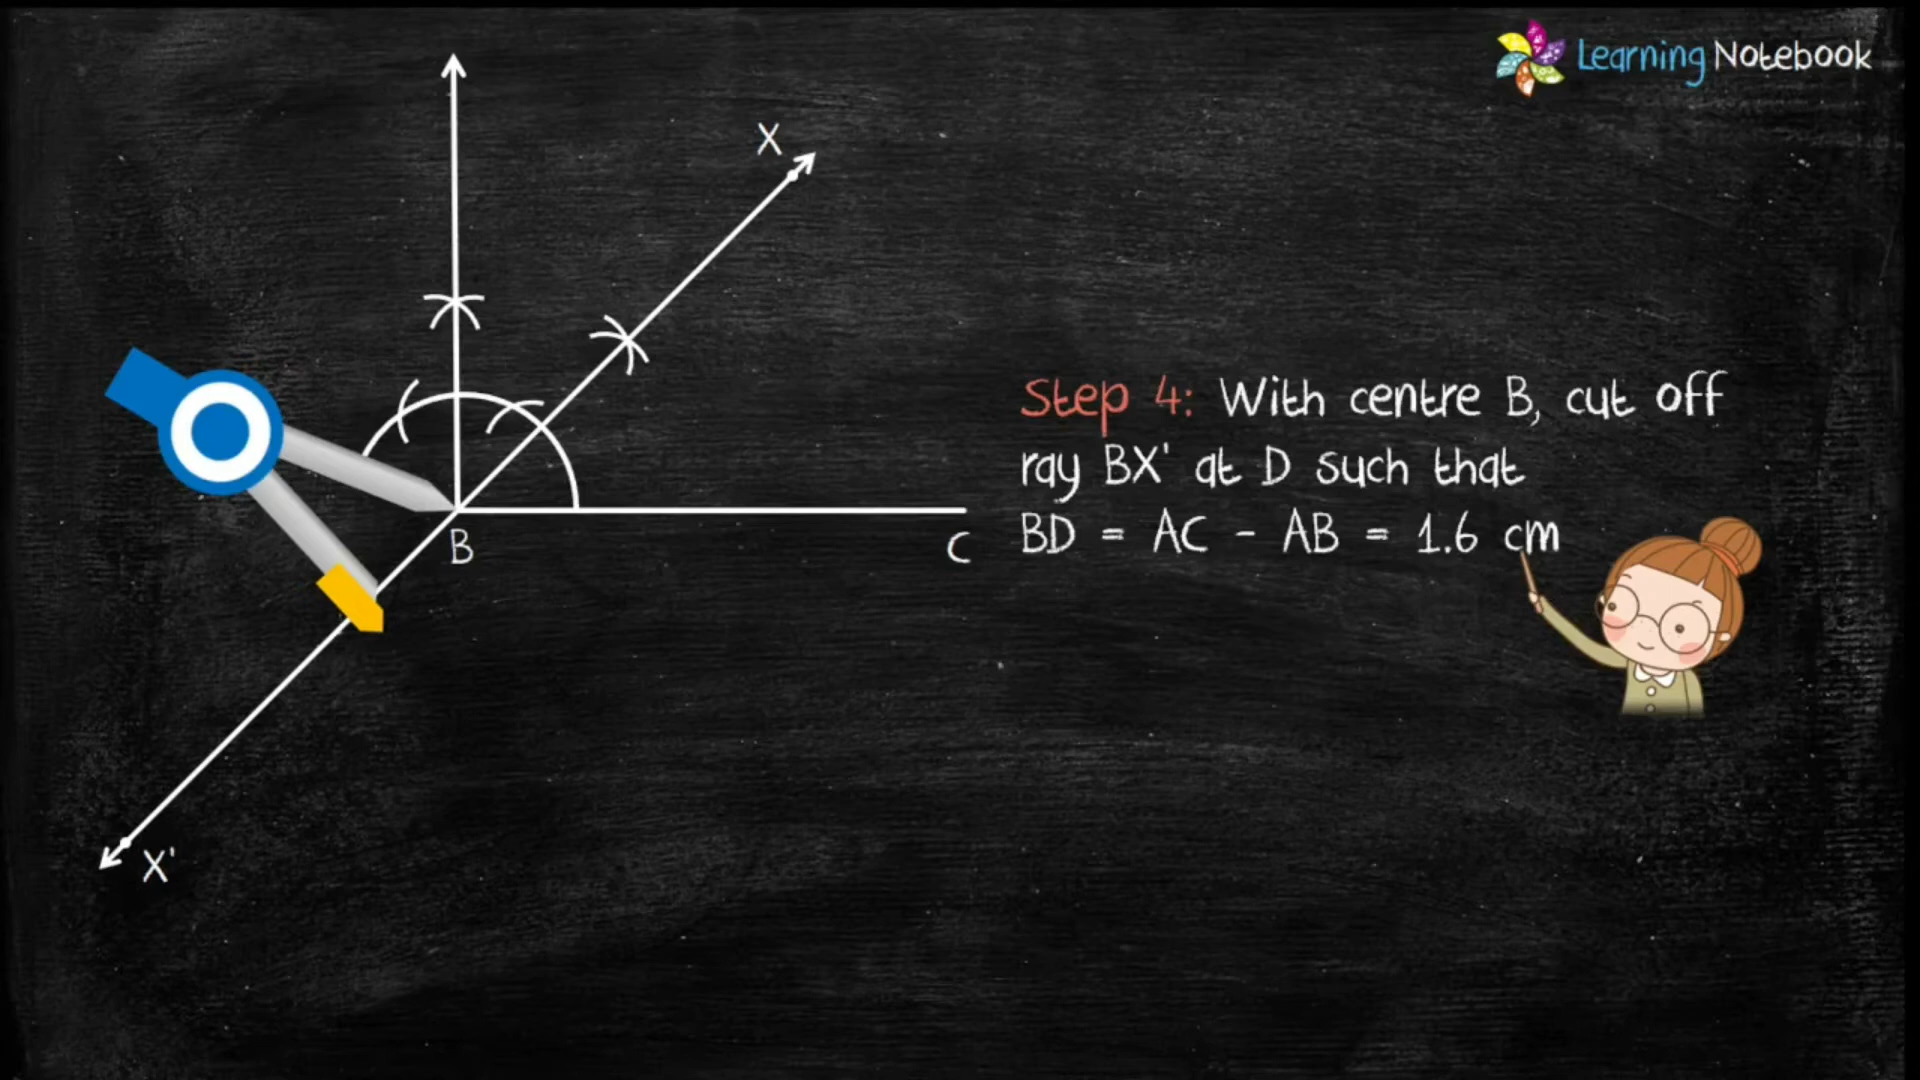 Learning Notebook
X
Step 4: With centre B, cut off
ray BX' at D such that
BD = AC - AB = 1.6 cm
B
C
X'